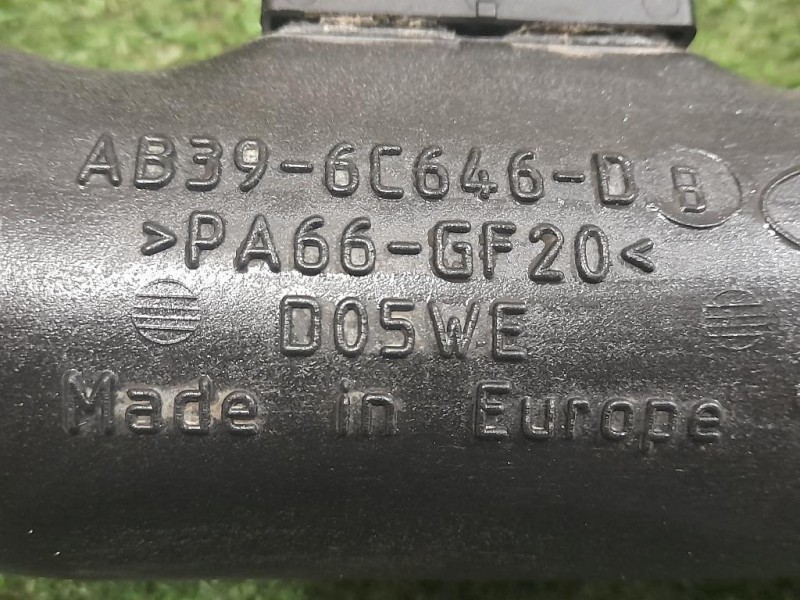 AB39-6C646-D B
>PA66-GF20<
D05WE
Made in Europe